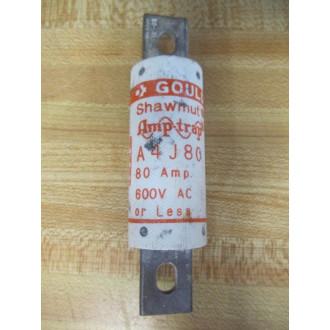 GOUL
Shawmut
Amp-trap
A4J80
80 Amp.
600V AC
or Less